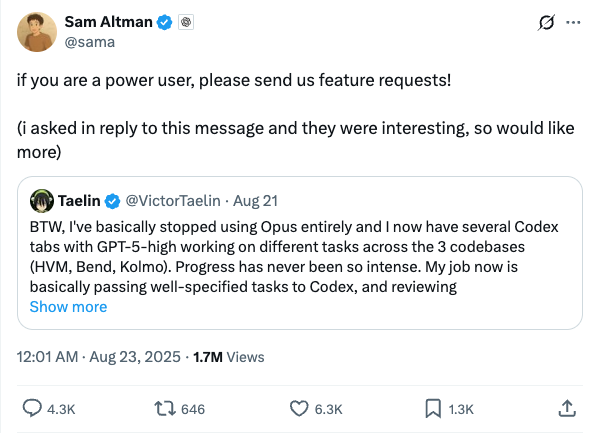 Sam Altman
@sama
if you are a power user, please send us feature requests!
(i asked in reply to this message and they were interesting, so would like
more)
Taelin @VictorTaelin · Aug 21
BTW, I've basically stopped using Opus entirely and I now have several Codex
tabs with GPT-5-high working on different tasks across the 3 codebases
(HVM, Bend, Kolmo). Progress has never been so intense. My job now is
basically passing well-specified tasks to Codex, and reviewing
Show more
12:01 AM · Aug 23, 2025 · 1.7M Views
4.3K 646 6.3K 1.3K